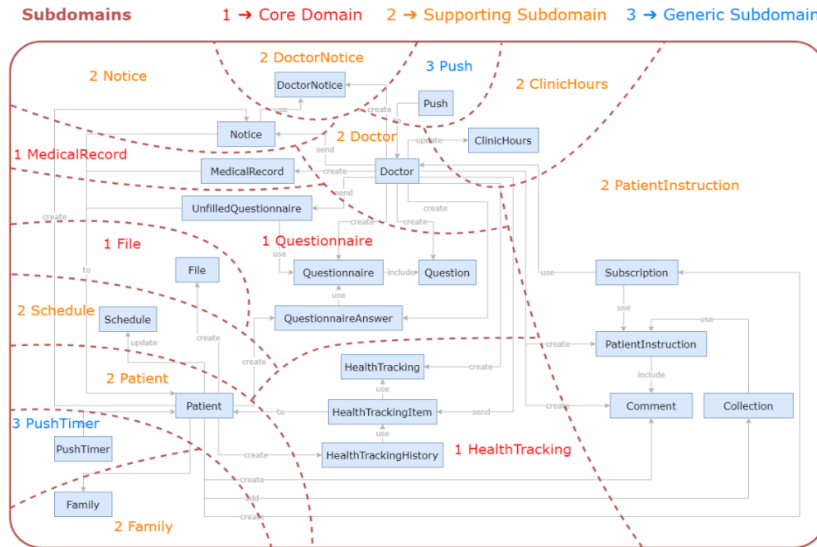 Subdomains 1 → Core Domain 2 → Supporting Subdomain 3 → Generic Subdomain
2 DoctorNotice
3 Push
2 Notice
2 ClinicHours
DoctorNotice
Push
use
create
to
Notice
2 Doctor
update
ClinicHours
send
1 MedicalRecord
MedicalRecord
create
Doctor
send
2 PatientInstruction
UnfilledQuestionnaire
create
create
create
1 File
1 Questionnaire
use
File
Questionnaire
include
Question
to
use
Subscription
use
2 Schedule
Schedule
QuestionnaireAnswer
use
use
create
update
create
PatientInstruction
create
HealthTracking
create
include
2 Patient
use
Patient
to
HealthTrackingItem
send
create
Comment
Collection
3 PushTimer
use
PushTimer
create
HealthTrackingHistory
1 HealthTracking
create
create
Family
add
create
2 Family